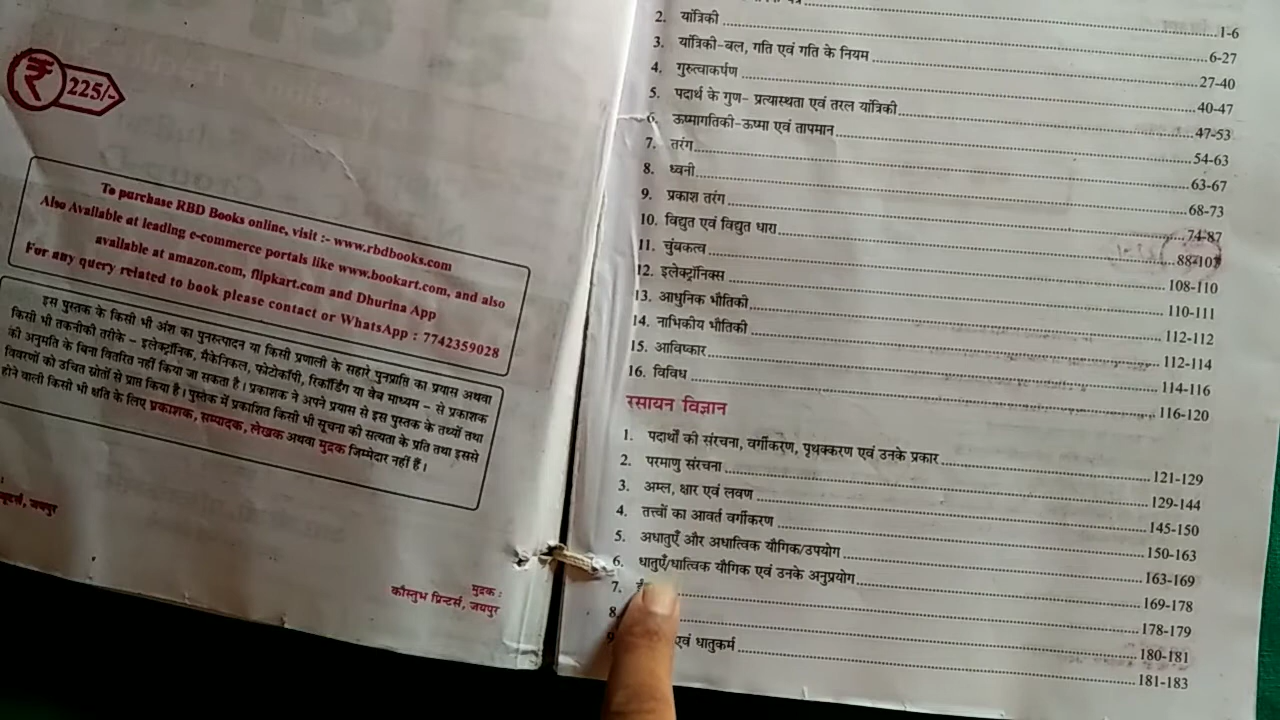 ₹ 225/-
To purchase RBD Books online, visit :- www.rbdbooks.com
Also Available at leading e-commerce portals like www.bookart.com, and also
available at amazon.com, flipkart.com and Dhurina App
For any query related to book please contact or WhatsApp : 7742359028
इस पुस्तक के किसी भी अंश का पुनरुत्पादन या किसी प्रणाली के सहारे पुनप्राप्ति का प्रयास अथवा
किसी भी तकनीकी तरीके – इलेक्ट्रॉनिक, मैकेनिकल, फोटोकॉपी, रिकॉर्डिंग या वेब माध्यम – से प्रकाशक
की अनुमति के बिना वितरित नहीं किया जा सकता है। प्रकाशक ने अपने प्रयास से इस पुस्तक के तथ्यों तथा
विवरणों को उचित स्रोतों से प्राप्त किया है। पुस्तक में प्रकाशित किसी भी सूचना की सत्यता के प्रति तथा इससे
होने वाली किसी भी क्षति के लिए प्रकाशक, सम्पादक, लेखक अथवा मुद्रक जिम्मेदार नहीं हैं।
जयपुर
मुद्रक :
कौस्तुभ प्रिन्टर्स, जयपुर
1-6
2. यांत्रिकी 6-27
3. यांत्रिकी-बल, गति एवं गति के नियम 27-40
4. गुरुत्वाकर्षण 40-47
5. पदार्थ के गुण- प्रत्यास्थता एवं तरल यांत्रिकी 47-53
6. ऊष्मागतिकी-ऊष्मा एवं तापमान 54-63
7. तरंग 63-67
8. ध्वनी 68-73
9. प्रकाश तरंग 74-87
10. विद्युत एवं विद्युत धारा 88-107
11. चुंबकत्व 108-110
12. इलेक्ट्रॉनिक्स 110-111
13. आधुनिक भौतिकी 112-112
14. नाभिकीय भौतिकी 112-114
15. आविष्कार 114-116
16. विविध 116-120
रसायन विज्ञान
1. पदार्थों की संरचना, वर्गीकरण, पृथक्करण एवं उनके प्रकार 121-129
2. परमाणु संरचना 129-144
3. अम्ल, क्षार एवं लवण 145-150
4. तत्त्वों का आवर्त वर्गीकरण 150-163
5. अधातुएँ और अधात्विक यौगिक/उपयोग 163-169
6. धातुएँ/धात्विक यौगिक एवं उनके अनुप्रयोग 169-178
7. 178-179
8 180-181
9 एवं धातुकर्म 181-183